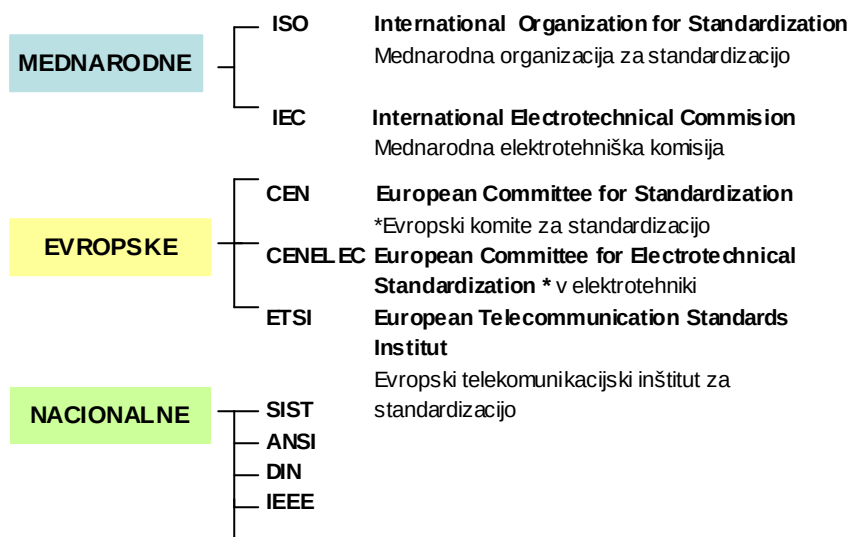 ISO International Organization for Standardization
MEDNARODNE
Mednarodna organizacija za standardizacijo
IEC International Electrotechnical Commision
Mednarodna elektrotehniška komisija
CEN European Committee for Standardization
*Evropski komite za standardizacijo
EVROPSKE
CENELEC European Committee for Electrotechnical
Standardization * v elektrotehniki
ETSI European Telecommunication Standards
Institut
Evropski telekomunikacijski inštitut za
standardizacijo
NACIONALNE
SIST
ANSI
DIN
IEEE